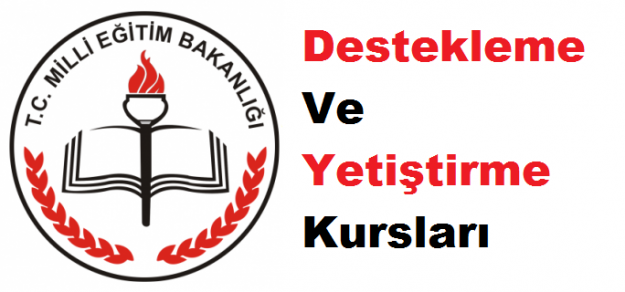 T.C. MİLLİ EĞİTİM BAKANLIĞI
Destekleme
Ve
Yetiştirme
Kursları